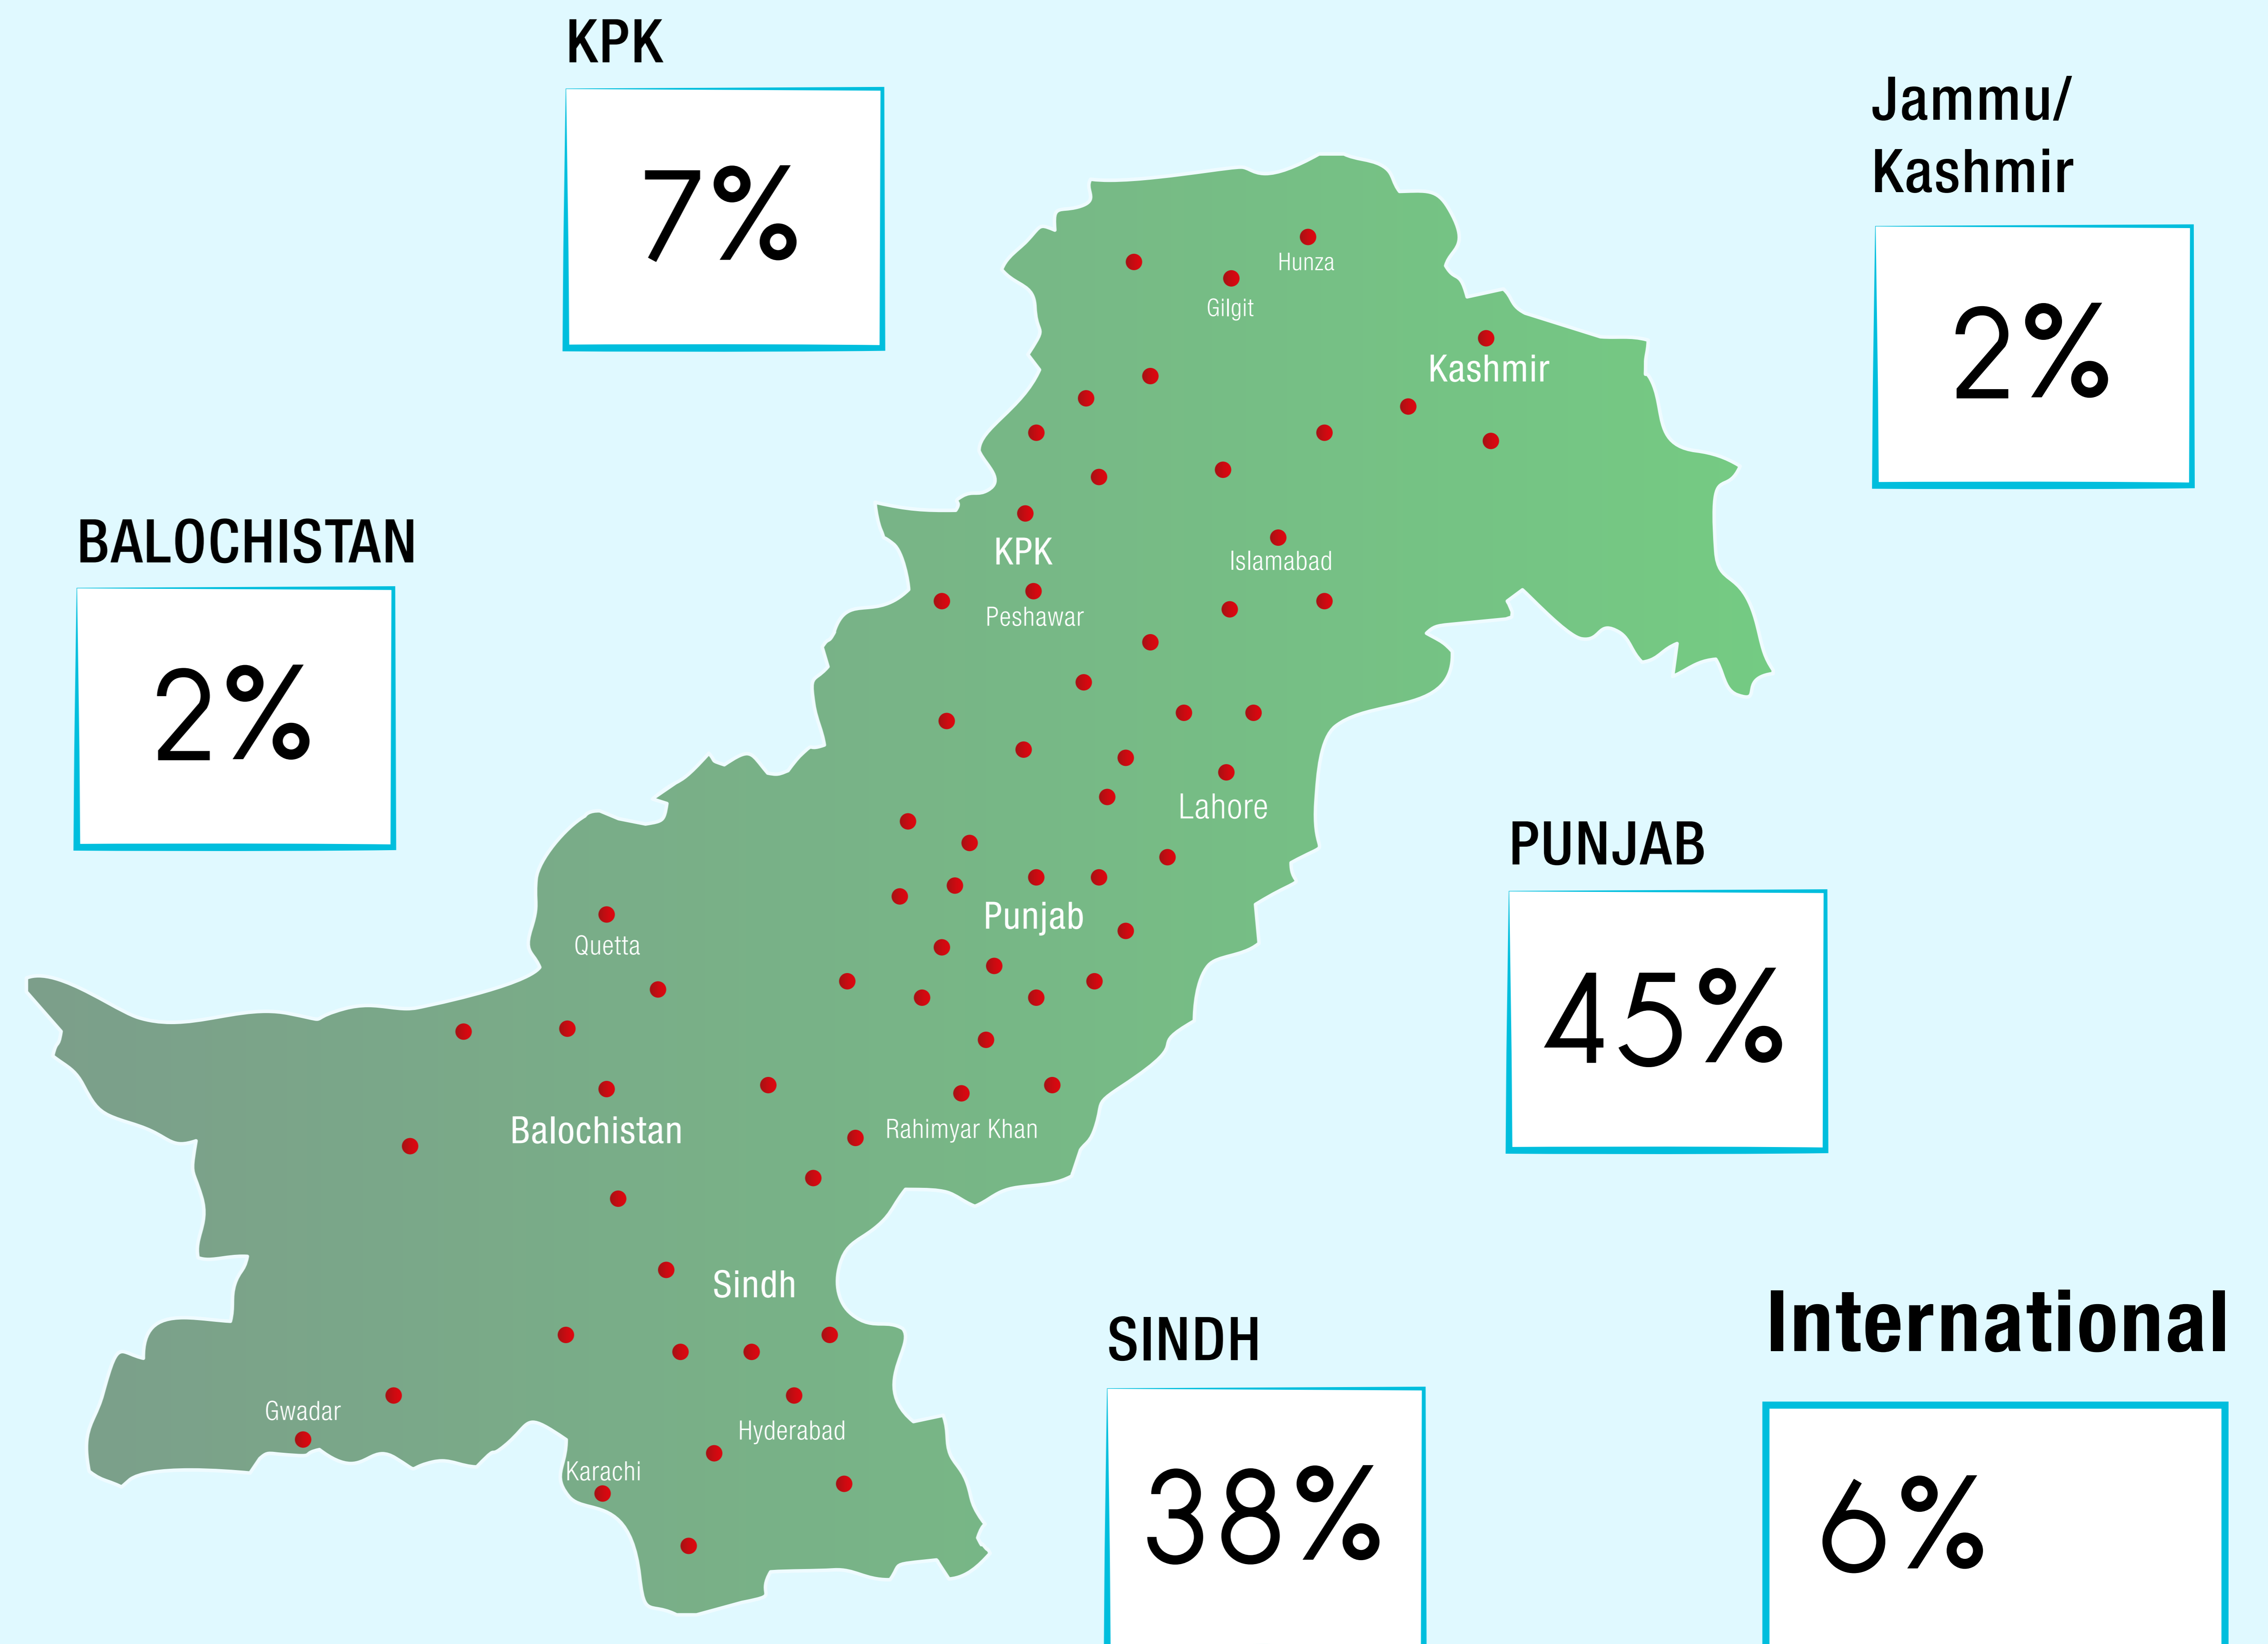 KPK
7%
Jammu/
Kashmir
2%
Hunza
Gilgit
Kashmir
BALOCHISTAN
2%
KPK
Islamabad
Peshawar
Lahore
PUNJAB
45%
Punjab
Quetta
Rahimyar Khan
Balochistan
Sindh
SINDH
38%
International
6%
Gwadar
Hyderabad
Karachi